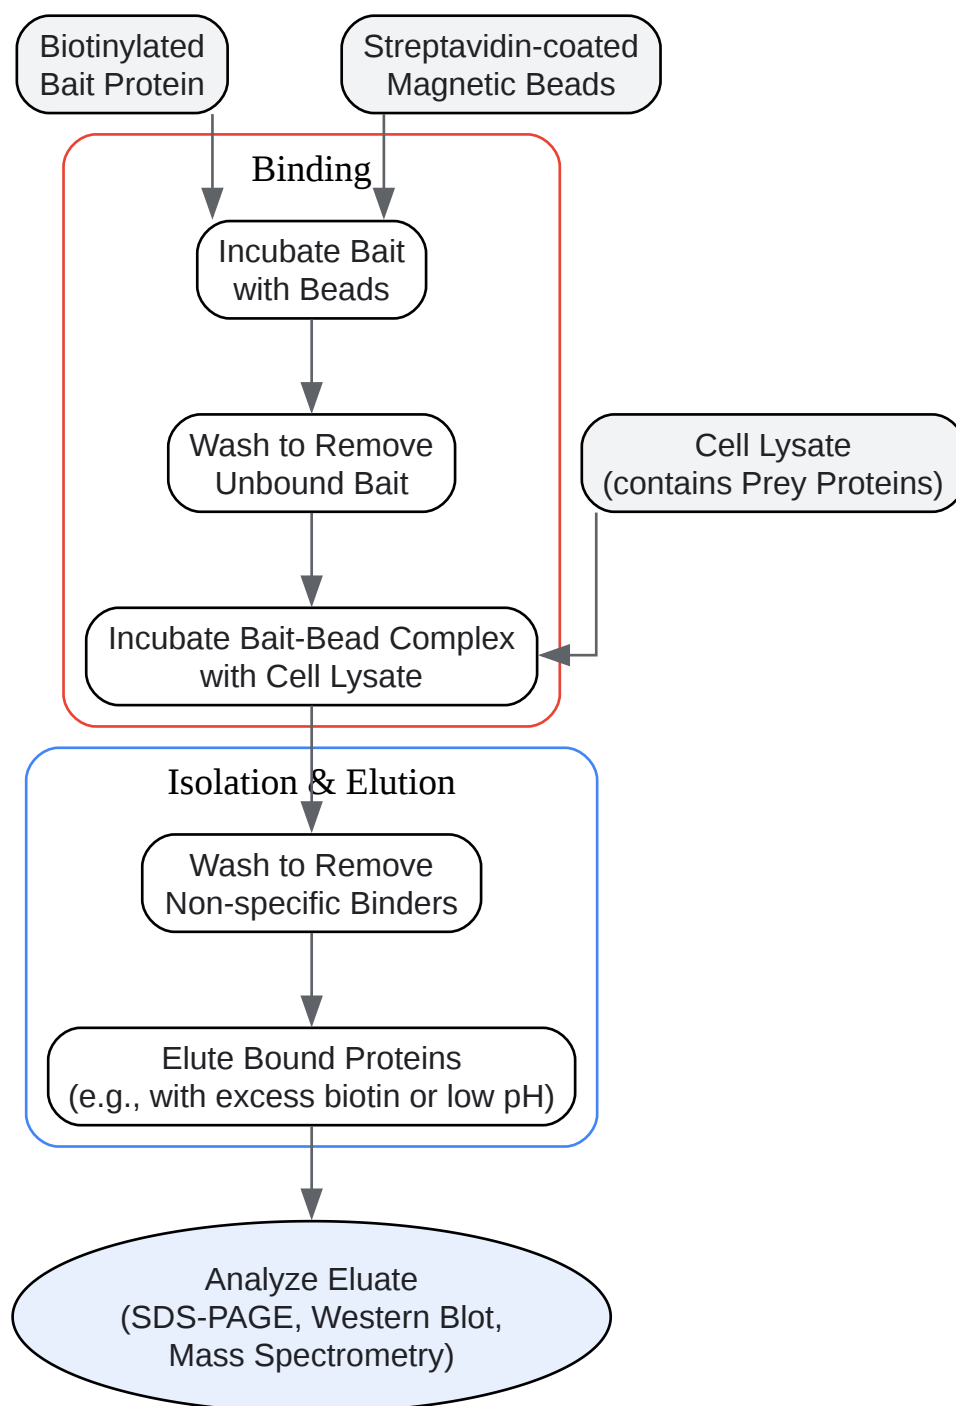 Biotinylated
Bait Protein
Streptavidin-coated
Magnetic Beads
Binding
Incubate Bait
with Beads
Wash to Remove
Unbound Bait
Cell Lysate
(contains Prey Proteins)
Incubate Bait-Bead Complex
with Cell Lysate
Isolation & Elution
Wash to Remove
Non-specific Binders
Elute Bound Proteins
(e.g., with excess biotin or low pH)
Analyze Eluate
(SDS-PAGE, Western Blot,
Mass Spectrometry)